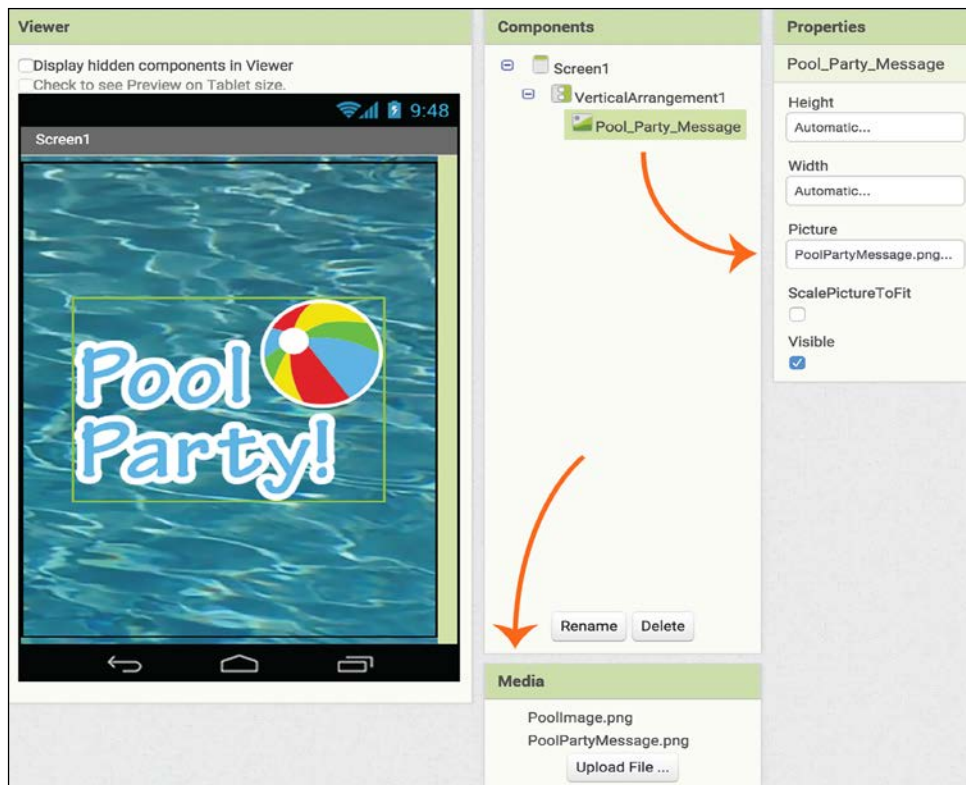 Viewer
Display hidden components in Viewer
Check to see Preview on Tablet size.
9:48
Screen1
Pool
Party!
Components
Screen1
VerticalArrangement1
Pool_Party_Message
Rename
Delete
Media
PoolImage.png
PoolPartyMessage.png
Upload File ...
Properties
Pool_Party_Message
Height
Automatic...
Width
Automatic...
Picture
PoolPartyMessage.png...
ScalePictureToFit
Visible